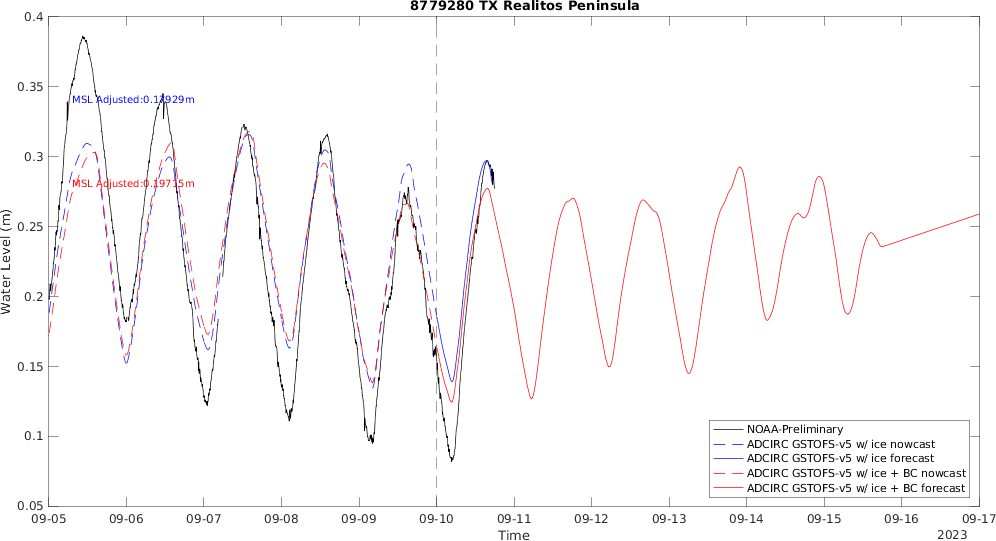 8779280 TX Realitos Peninsula
0.4
0.35
0.3
0.25
0.2
0.15
0.1
0.05
Water Level (m)
MSL Adjusted:0.17929m
MSL Adjusted:0.19715m
NOAA-Preliminary
ADCIRC GSTOFS-v5 w/ ice nowcast
ADCIRC GSTOFS-v5 w/ ice forecast
ADCIRC GSTOFS-v5 w/ ice + BC nowcast
ADCIRC GSTOFS-v5 w/ ice + BC forecast
09-05 09-06 09-07 09-08 09-09 09-10 09-11 09-12 09-13 09-14 09-15 09-16 09-17
Time
2023